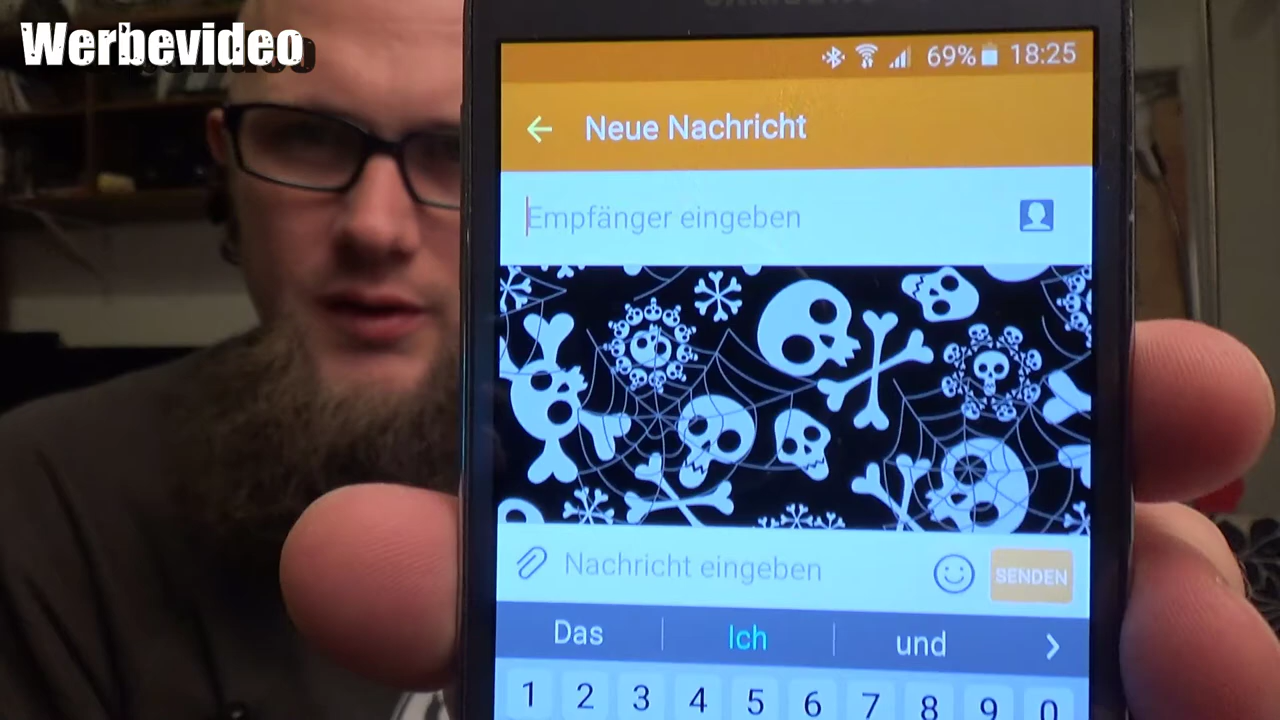 Werbevideo
69% 18:25
Neue Nachricht
Empfänger eingeben
Nachricht eingeben
SENDEN
Das Ich und
1 2 3 4 5 6 7 8 9 0